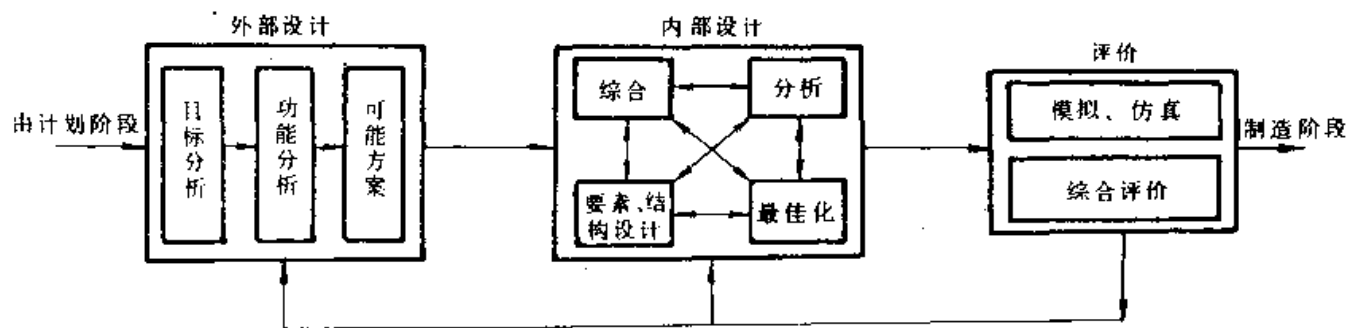 外部设计
内部设计
评价
由计划阶段
目标分析
功能分析
可能方案
综合
分析
要素、结
构设计
最佳化
模拟、仿真
综合评价
制造阶段